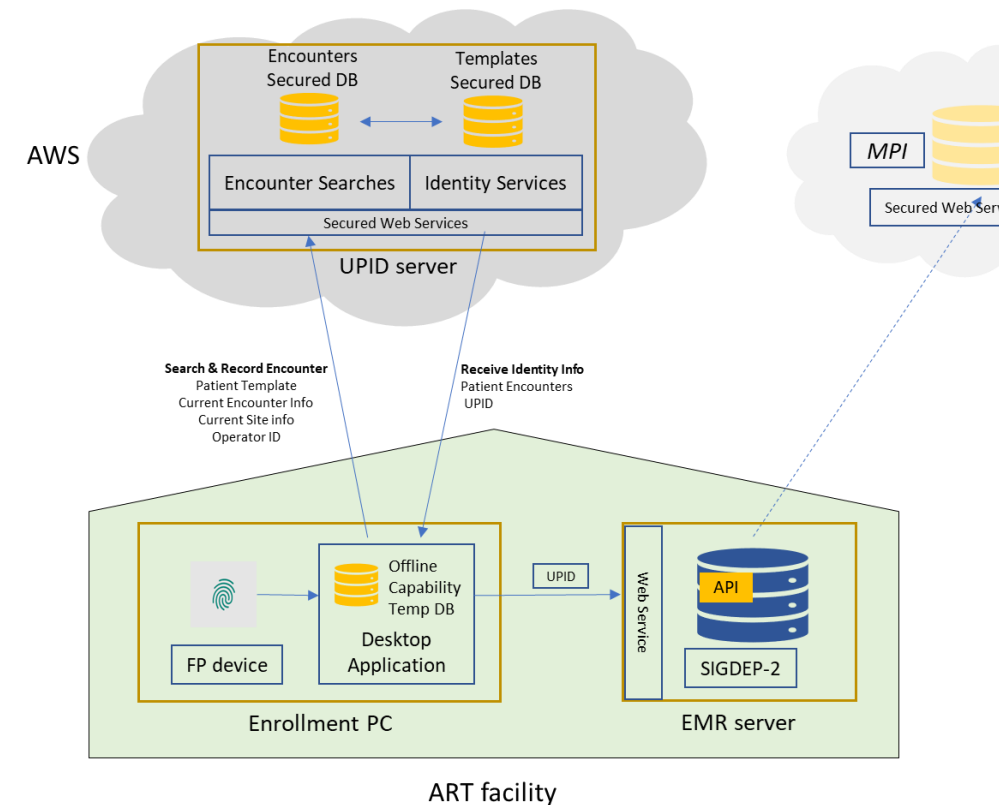 Encounters
Secured DB
Templates
Secured DB
AWS
MPI
Encounter Searches
Identity Services
Secured Web Services
Secured Web
UPID server
Search & Record Encounter
Patient Template
Current Encounter Info
Current Site info
Operator ID
Receive Identity Info
Patient Encounters
UPID
Offline
Capability
Temp DB
Desktop
Application
FP device
UPID
Web Service
API
SIGDEP-2
Enrollment PC
EMR server
ART facility